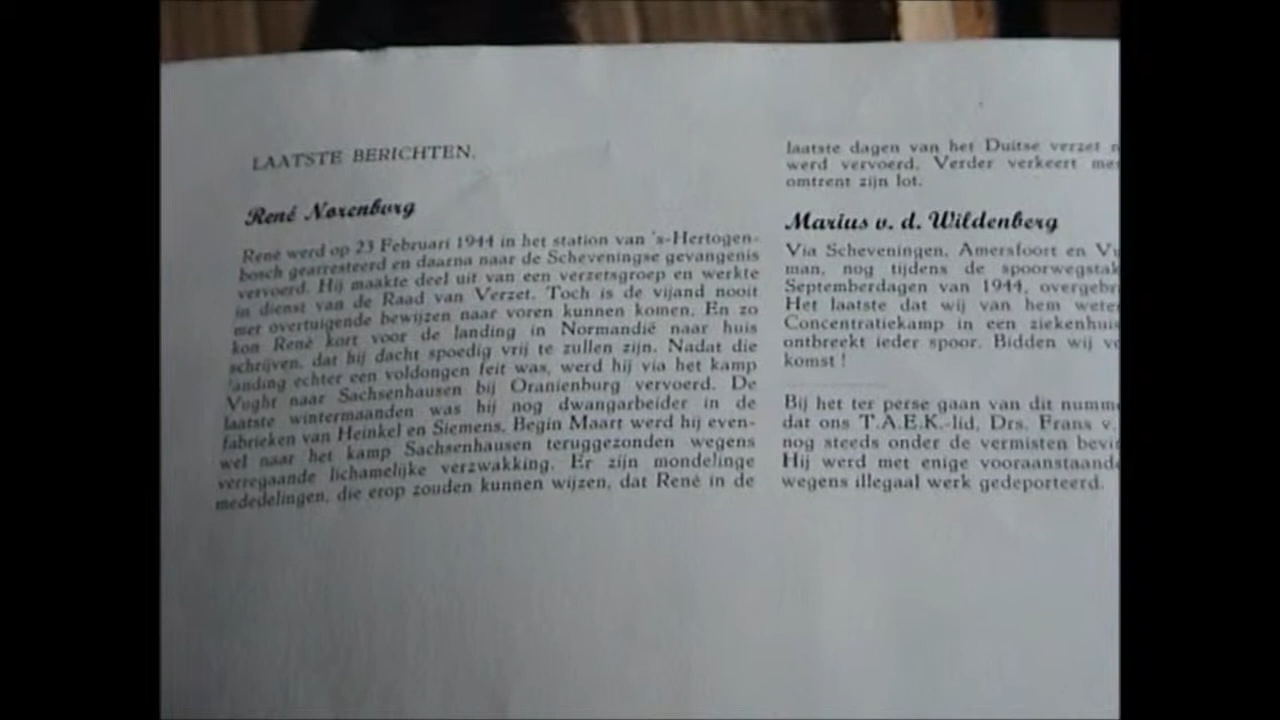 LAATSTE BERICHTEN.
René Norenburg
René werd op 23 Februari 1944 in het station van 's-Hertogen-
bosch gearresteerd en daarna naar de Scheveningse gevangenis
vervoerd. Hij maakte deel uit van een verzetsgroep en werkte
in dienst van de Raad van Verzet. Toch is de vijand nooit
met overtuigende bewijzen naar voren kunnen komen. En zo
kon René kort voor de landing in Normandië naar huis
schrijven, dat hij dacht spoedig vrij te zullen zijn. Nadat die
landing echter een voldongen feit was, werd hij via het kamp
Vught naar Sachsenhausen bij Oranienburg vervoerd. De
laatste wintermaanden was hij nog dwangarbeider in de
fabrieken van Heinkel en Siemens. Begin Maart werd hij even-
wel naar het kamp Sachsenhausen teruggezonden wegens
verregaande lichamelijke verzwakking. Er zijn mondelinge
mededelingen, die erop zouden kunnen wijzen, dat René in de
laatste dagen van het Duitse verzet
werd vervoerd. Verder verkeert
omtrent zijn lot.
Marius v. d. Wildenberg
Via Scheveningen, Amersfoort en
man, nog tijdens de
Septemberdagen van 1944,
Het laatste dat wij van hem
Concentratiekamp in een
ontbreekt ieder spoor. Bidden wij
komst !
Bij het ter perse gaan van dit
dat ons T.A.E.K.-lid, Drs. Frans v.
nog steeds onder de vermisten
Hij werd met enige
wegens illegaal werk gedeporteerd.